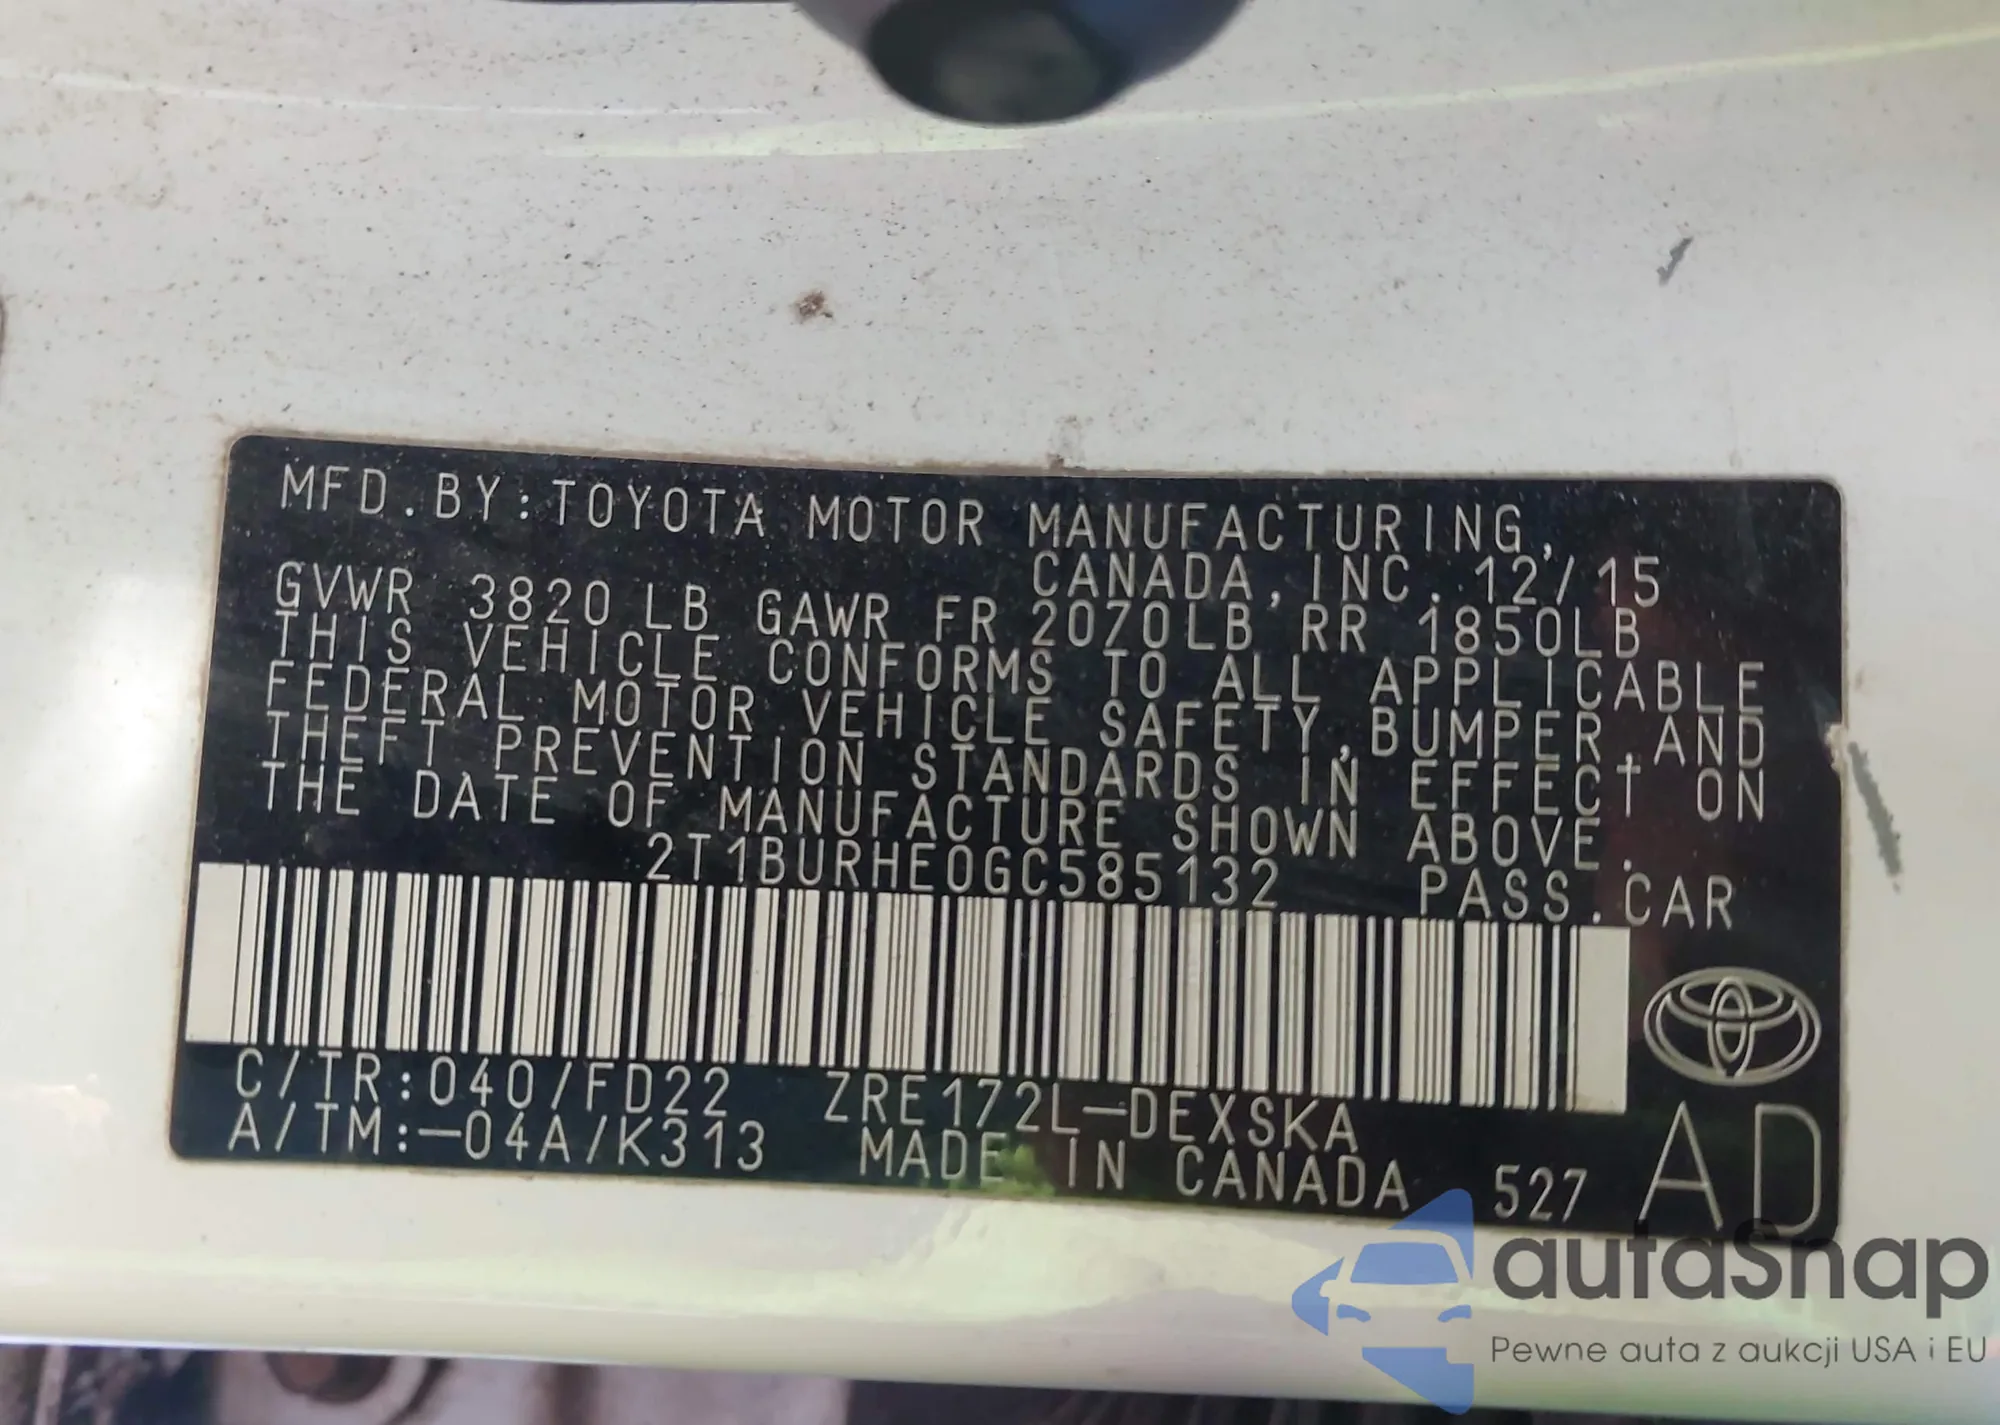 MFD.BY:TOYOTA MOTOR MANUFACTURING,
CANADA,INC. 12/15
GVWR 3820 LB GAWR FR 2070LB RR 1850LB
THIS VEHICLE CONFORMS TO ALL APPLICABLE
FEDERAL MOTOR VEHICLE SAFETY,BUMPER,AND
THEFT PREVENTION STANDARDS IN EFFECT ON
THE DATE OF MANUFACTURE SHOWN ABOVE.
2T1BURHE0GC585132 PASS.CAR
C/TR:040/FD22 ZRE172L-DEXSKA
A/TM:-04A/K313 MADE IN CANADA 527 AD
autaSnap
Pewne auta z aukcji USA i EU